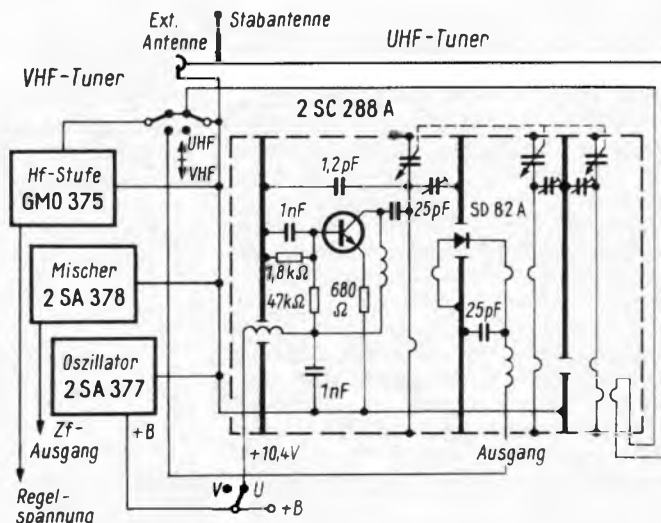 Ext.
Antenne
Stabantenne
UHF-Tuner
VHF-Tuner
2 SC 288 A
UHF
VHF
Hf-Stufe
GMO 375
1,2pF
1nF
25pF
SD 82 A
Mischer
2 SA 378
1,8kΩ
47kΩ
680
Ω
25pF
Oszillator
2 SA 377
1nF
+B
Zf-
Ausgang
+10,4V
Ausgang
V
U
+B
Regel-
spannung